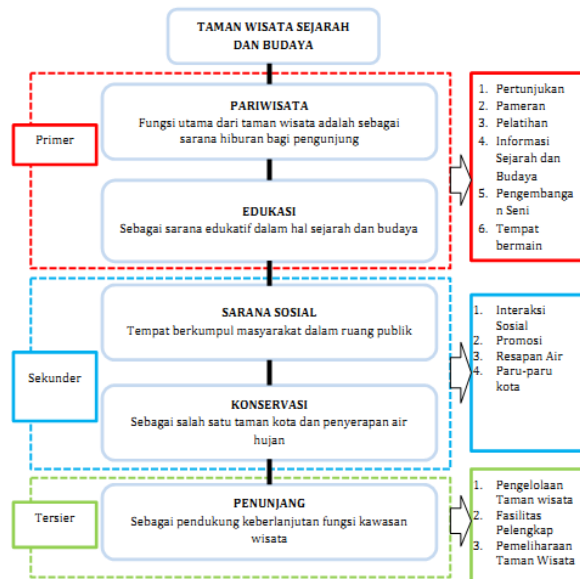 TAMAN WISATA SEJARAH
DAN BUDAYA
Primer
PARIWISATA
Fungsi utama dari taman wisata adalah sebagai
sarana hiburan bagi pengunjung
EDUKASI
Sebagai sarana edukatif dalam hal sejarah dan budaya
1. Pertunjukan
2. Pameran
3. Pelatihan
4. Informasi
Sejarah dan
Budaya
5. Pengembanga
n Seni
6. Tempat
bermain
Sekunder
SARANA SOSIAL
Tempat berkumpul masyarakat dalam ruang publik
KONSERVASI
Sebagai salah satu taman kota dan penyerapan air
hujan
1. Interaksi
Sosial
2. Promosi
3. Resapan Air
4. Paru-paru
kota
Tersier
PENUNJANG
Sebagai pendukung keberlanjutan fungsi kawasan
wisata
1. Pengelolaan
Taman wisata
2. Fasilitas
Pelengkap
3. Pemeliharaan
Taman Wisata